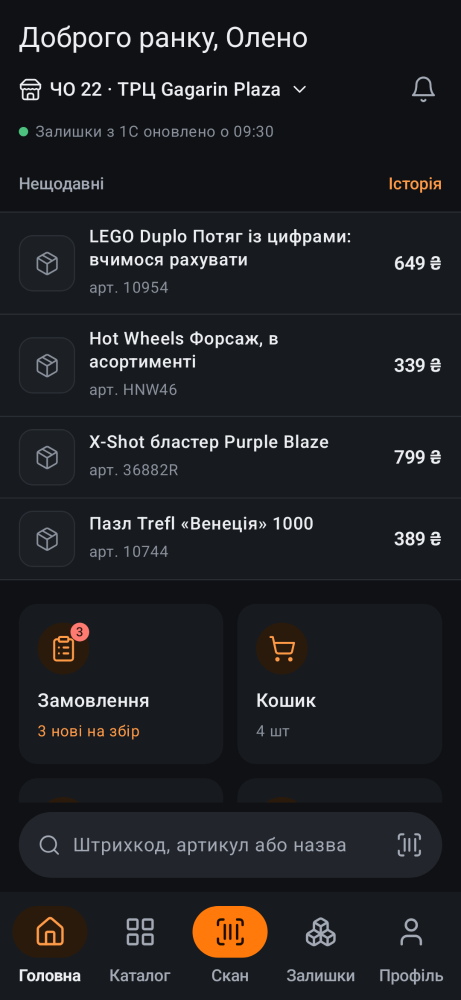 Доброго ранку, Олено
ЧО 22 · ТРЦ Gagarin Plaza
Залишки з 1С оновлено о 09:30
Нещодавні
Історія
LEGO Duplo Потяг із цифрами:
вчимося рахувати
арт. 10954
649 ₴
Hot Wheels Форсаж, в
асортименті
арт. HNW46
339 ₴
X-Shot бластер Purple Blaze
арт. 36882R
799 ₴
Пазл Trefl «Венеція» 1000
арт. 10744
389 ₴
3
Замовлення
3 нові на збір
Кошик
4 шт
Штрихкод, артикул або назва
Головна
Каталог
Скан
Залишки
Профіль